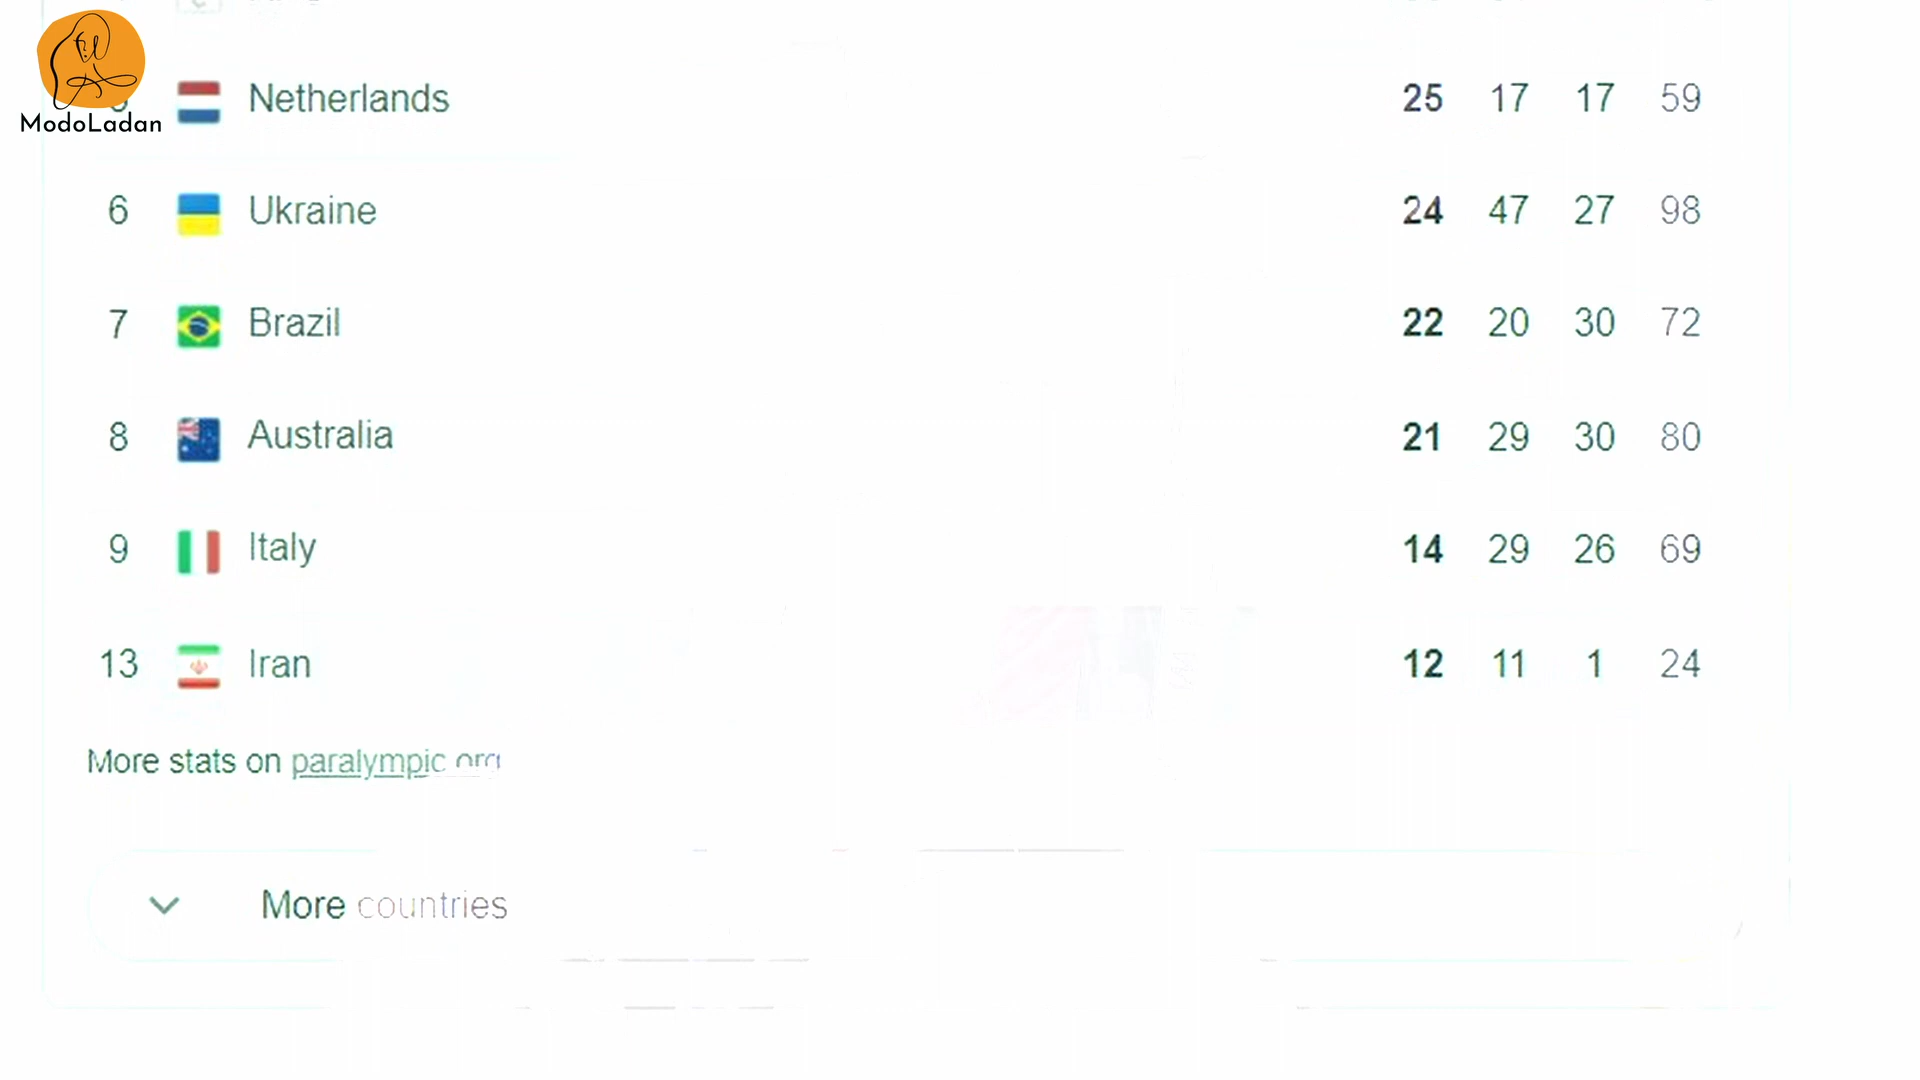 ModoLadan
Netherlands 25 17 17 59
6 Ukraine 24 47 27 98
7 Brazil 22 20 30 72
8 Australia 21 29 30 80
9 Italy 14 29 26 69
13 Iran 12 11 1 24
More stats on paralympic.org
More countries